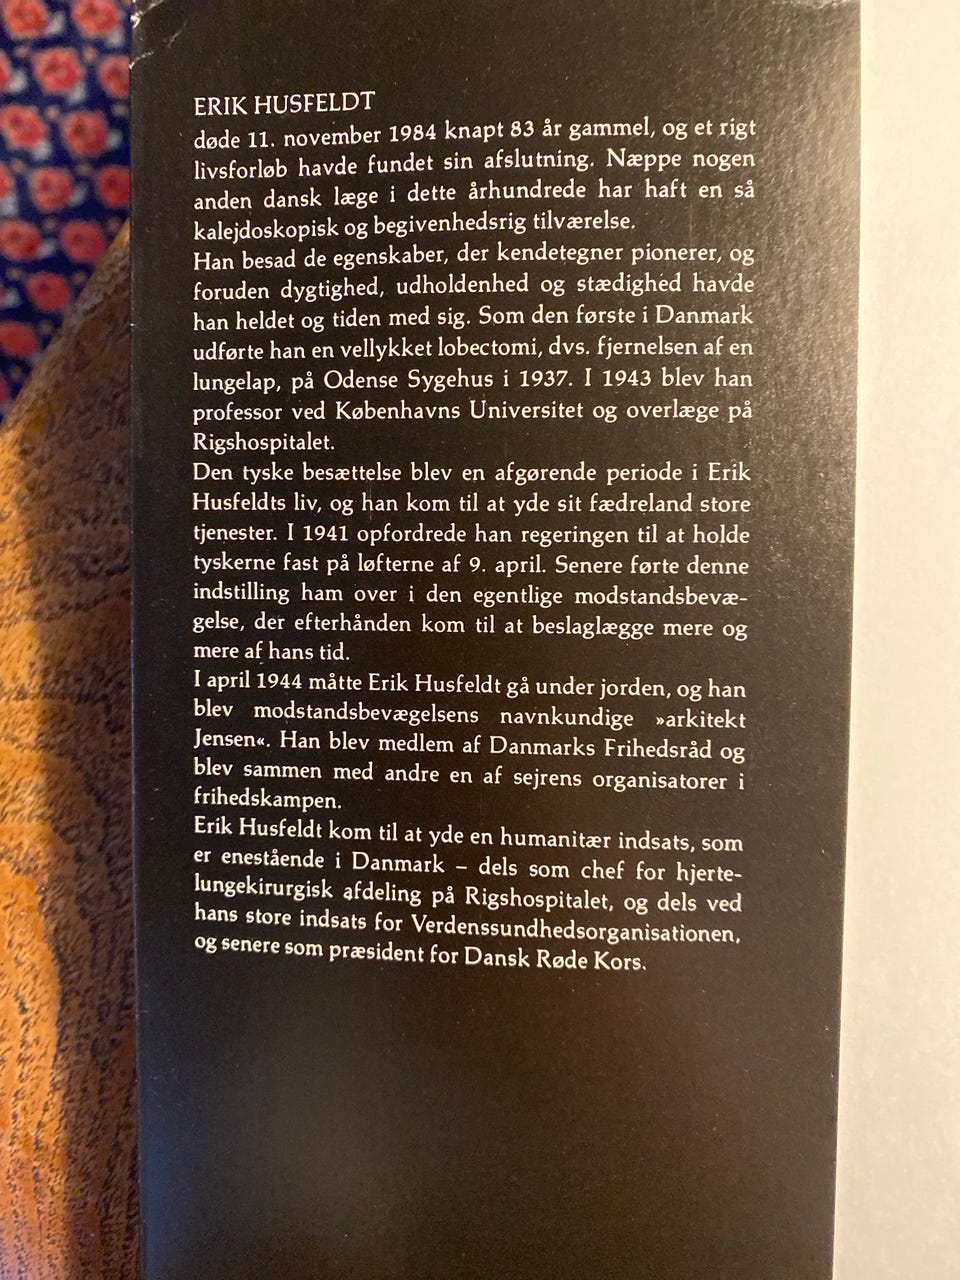 ERIK HUSFELDT
døde 11. november 1984 knapt 83 år gammel, og et rigt
livsforløb havde fundet sin afslutning. Næppe nogen
anden dansk læge i dette århundrede har haft en så
kalejdoskopisk og begivenhedsrig tilværelse.
Han besad de egenskaber, der kendetegner pionerer, og
foruden dygtighed, udholdenhed og stædighed havde
han heldet og tiden med sig. Som den første i Danmark
udførte han en vellykket lobectomi, dvs. fjernelsen af en
lungelap, på Odense Sygehus i 1937. I 1943 blev han
professor ved Københavns Universitet og overlæge på
Rigshospitalet.
Den tyske besættelse blev en afgørende periode i Erik
Husfeldts liv, og han kom til at yde sit fædreland store
tjenester. I 1941 opfordrede han regeringen til at holde
tyskerne fast på løfterne af 9. april. Senere førte denne
indstilling ham over i den egentlige modstandsbevæ-
gelse, der efterhånden kom til at beslaglægge mere og
mere af hans tid.
I april 1944 måtte Erik Husfeldt gå under jorden, og han
blev modstandsbevægelsens navnkundige »arkitekt
Jensen«. Han blev medlem af Danmarks Frihedsråd og
blev sammen med andre en af sejrens organisatorer i
frihedskampen.
Erik Husfeldt kom til at yde en humanitær indsats, som
er enestående i Danmark – dels som chef for hjerte-
lungekirurgisk afdeling på Rigshospitalet, og dels ved
hans store indsats for Verdenssundhedsorganisationen,
og senere som præsident for Dansk Røde Kors.